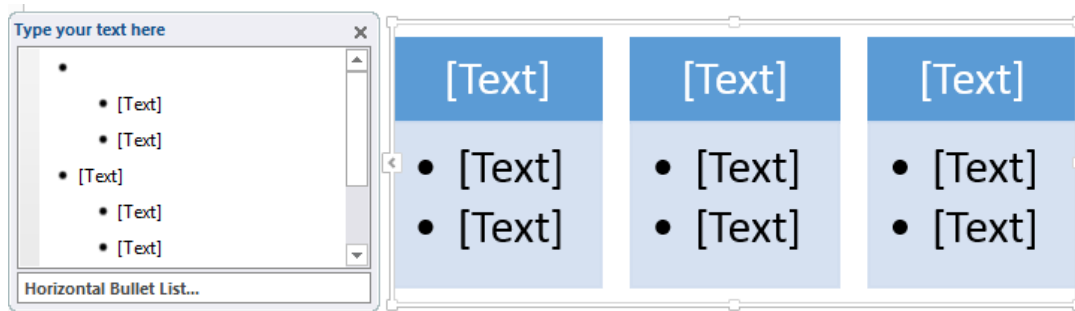 Type your text here
[Text]
[Text]
[Text]
[Text]
[Text]
Horizontal Bullet List...
[Text] [Text] [Text]
• [Text] • [Text] • [Text]
• [Text] • [Text] • [Text]